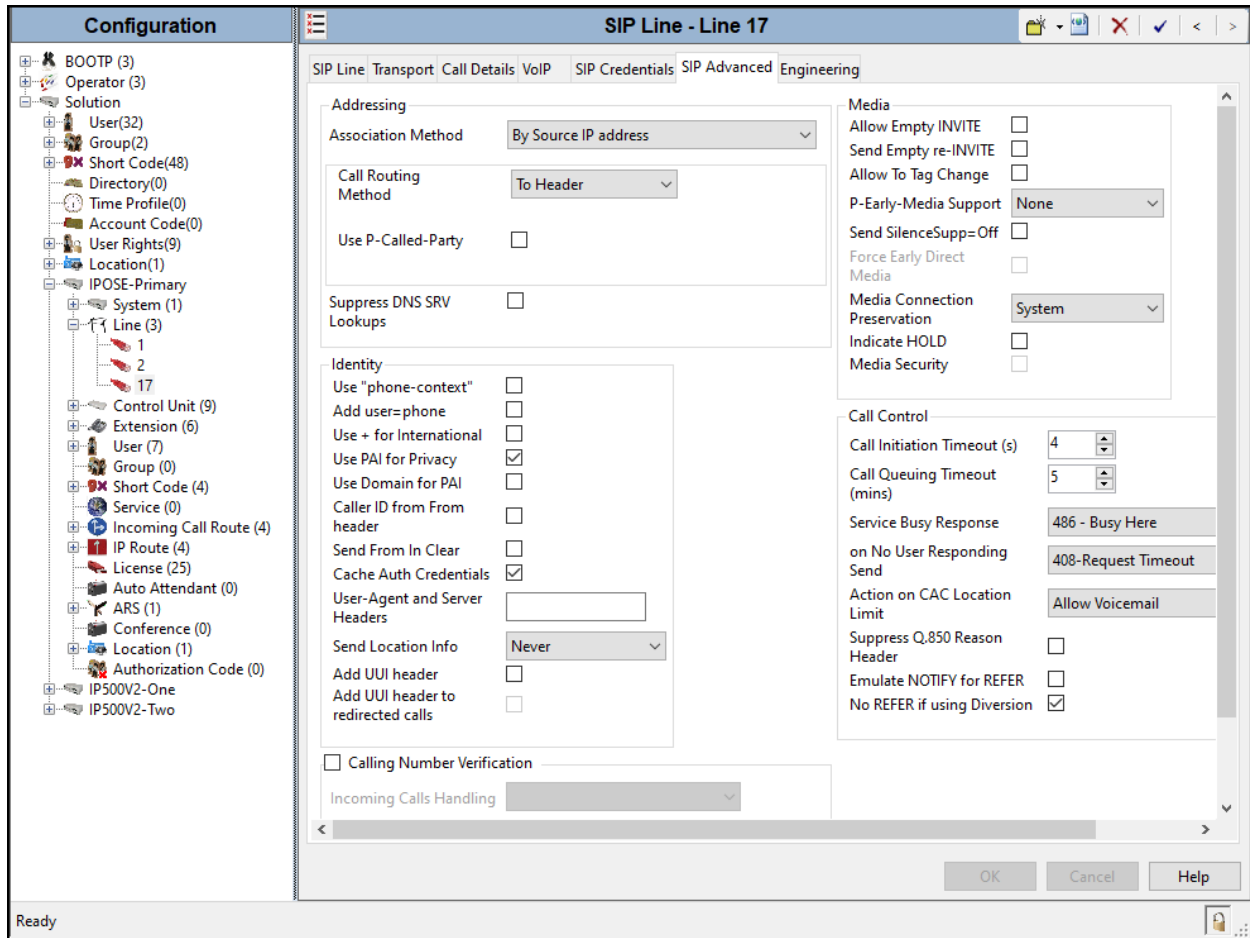 Configuration
SIP Line - Line 17
BOOTP (3)
Operator (3)
Solution
User(32)
Group(2)
Short Code(48)
Directory(0)
Time Profile(0)
Account Code(0)
User Rights(9)
Location(1)
IPOSE-Primary
System (1)
Line (3)
1
2
17
Control Unit (9)
Extension (6)
User (7)
Group (0)
Short Code (4)
Service (0)
Incoming Call Route (4)
IP Route (4)
License (25)
Auto Attendant (0)
ARS (1)
Conference (0)
Location (1)
Authorization Code (0)
IP500V2-One
IP500V2-Two
SIP Line Transport Call Details VoIP SIP Credentials SIP Advanced Engineering
Addressing
Association Method By Source IP address
Call Routing
Method
To Header
Use P-Called-Party
Suppress DNS SRV
Lookups
Identity
Use "phone-context"
Add user=phone
Use + for International
Use PAI for Privacy
Use Domain for PAI
Caller ID from From
header
Send From In Clear
Cache Auth Credentials
User-Agent and Server
Headers
Send Location Info Never
Add UUI header
Add UUI header to
redirected calls
Calling Number Verification
Incoming Calls Handling
Media
Allow Empty INVITE
Send Empty re-INVITE
Allow To Tag Change
P-Early-Media Support None
Send SilenceSupp=Off
Force Early Direct
Media
Media Connection
Preservation
System
Indicate HOLD
Media Security
Call Control
Call Initiation Timeout (s) 4
Call Queuing Timeout
(mins)
5
Service Busy Response 486 - Busy Here
on No User Responding
Send
408-Request Timeout
Action on CAC Location
Limit
Allow Voicemail
Suppress Q.850 Reason
Header
Emulate NOTIFY for REFER
No REFER if using Diversion
OK Cancel Help
Ready